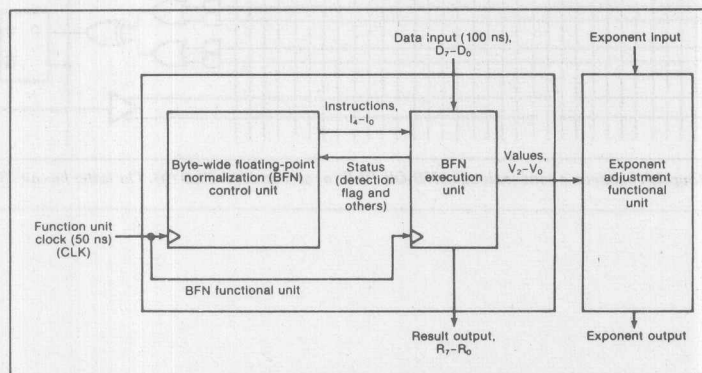 Data input (100 ns),
D₇–D₀
Exponent input
Instructions,
I₄–I₀
Byte-wide floating-point
normalization (BFN)
control unit
Status
(detection
flag and
others)
BFN
execution
unit
Values,
V₂–V₀
Exponent
adjustment
functional
unit
Function unit
clock (50 ns)
(CLK)
BFN functional unit
Result output,
R₇–R₀
Exponent output